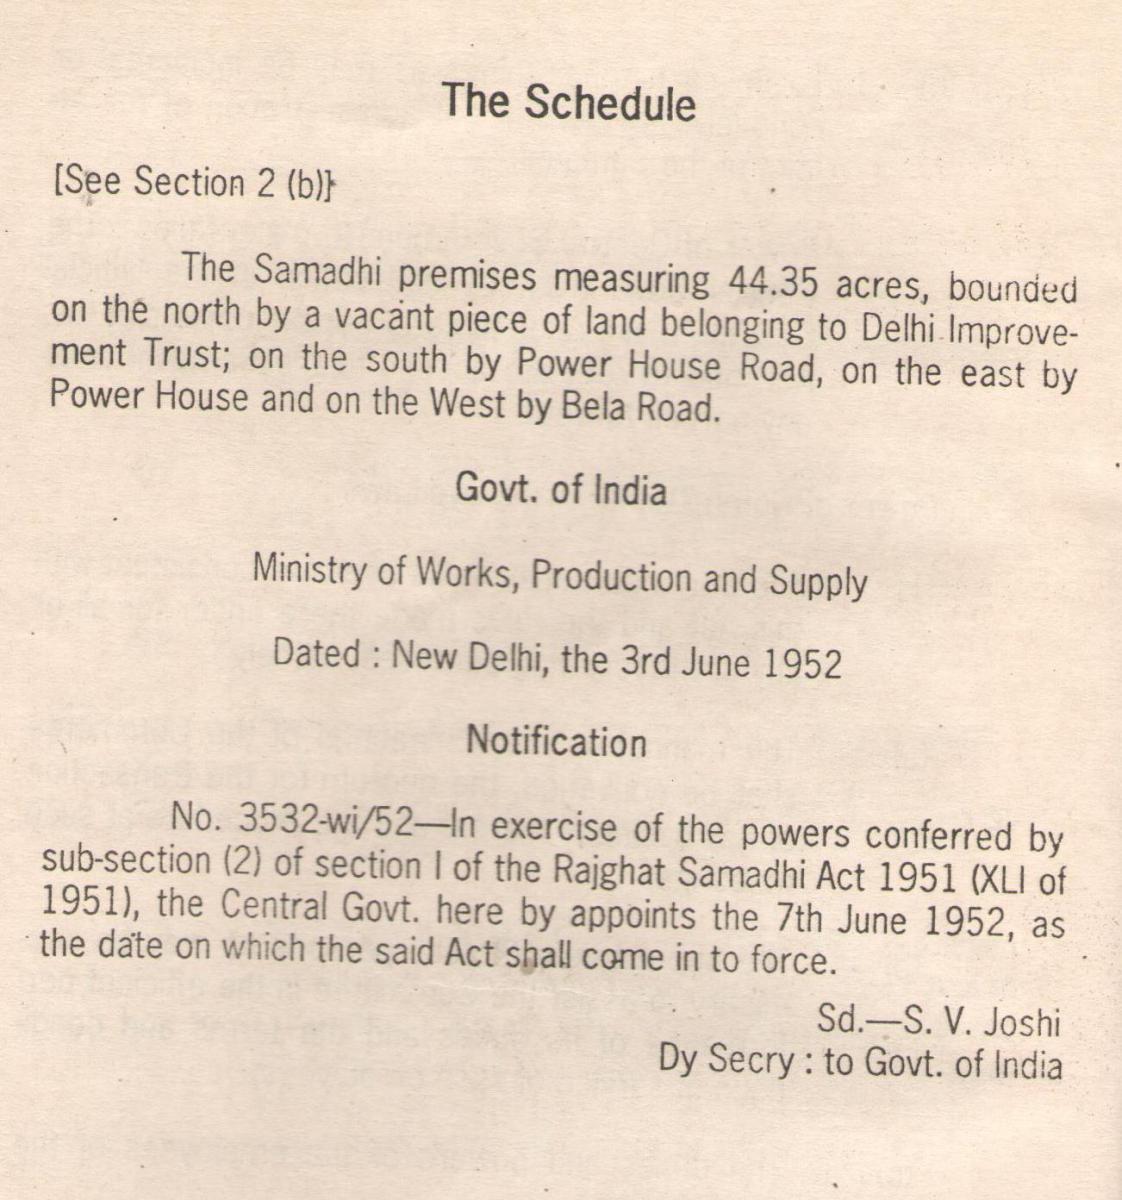 The Schedule
[See Section 2 (b)}
The Samadhi premises measuring 44.35 acres, bounded
on the north by a vacant piece of land belonging to Delhi Improve-
ment Trust; on the south by Power House Road, on the east by
Power House and on the West by Bela Road.
Govt. of India
Ministry of Works, Production and Supply
Dated : New Delhi, the 3rd June 1952
Notification
No. 3532-wi/52—In exercise of the powers conferred by
sub-section (2) of section I of the Rajghat Samadhi Act 1951 (XLI of
1951), the Central Govt. here by appoints the 7th June 1952, as
the date on which the said Act shall come in to force.
Sd.—S. V. Joshi
Dy Secry : to Govt. of India